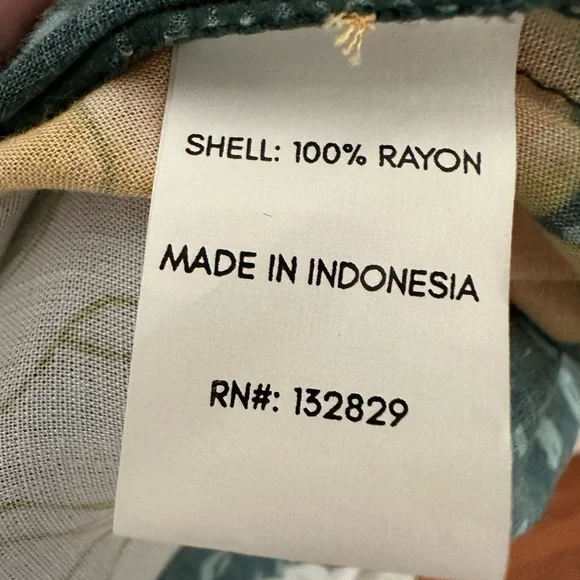 SHELL: 100% RAYON
MADE IN INDONESIA
RN#: 132829